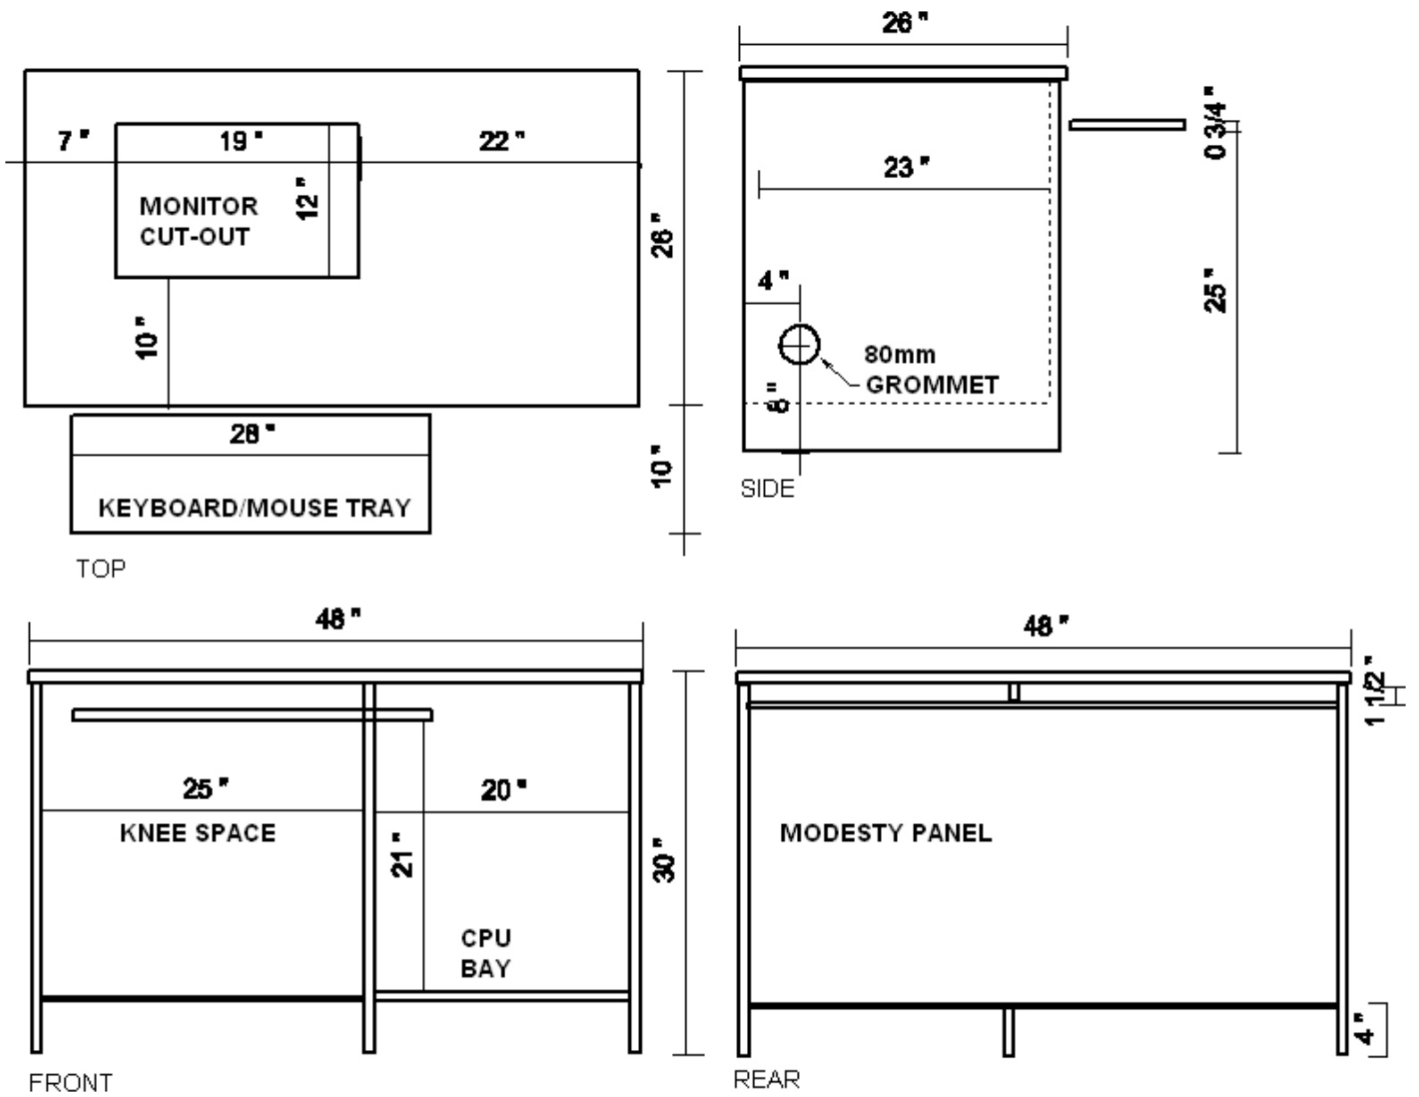 26 "
7 "
19 "
22 "
12 "
MONITOR
CUT-OUT
26 "
10 "
28 "
10 "
KEYBOARD/MOUSE TRAY
TOP
0 3/4 "
23 "
25 "
4 "
80mm
GROMMET
8 "
SIDE
48 "
25 "
20 "
KNEE SPACE
21 "
30 "
CPU
BAY
FRONT
48 "
1 1/2 "
MODESTY PANEL
4 "
REAR